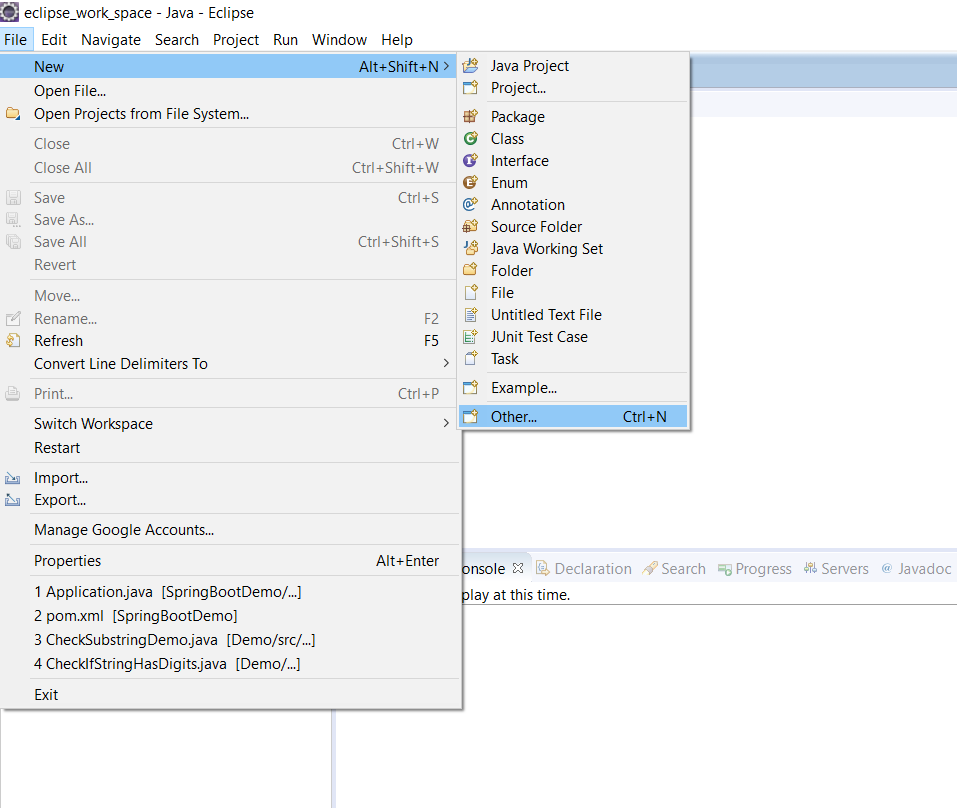 eclipse_work_space - Java - Eclipse
File Edit Navigate Search Project Run Window Help
New Alt+Shift+N
Open File...
Open Projects from File System...
Close Ctrl+W
Close All Ctrl+Shift+W
Save Ctrl+S
Save As...
Save All Ctrl+Shift+S
Revert
Move...
Rename... F2
Refresh F5
Convert Line Delimiters To
Print... Ctrl+P
Switch Workspace
Restart
Import...
Export...
Manage Google Accounts...
Properties Alt+Enter
1 Application.java [SpringBootDemo/...]
2 pom.xml [SpringBootDemo]
3 CheckSubstringDemo.java [Demo/src/...]
4 CheckIfStringHasDigits.java [Demo/...]
Exit
Java Project
Project...
Package
Class
Interface
Enum
Annotation
Source Folder
Java Working Set
Folder
File
Untitled Text File
JUnit Test Case
Task
Example...
Other... Ctrl+N
onsole Declaration Search Progress Servers @ Javadoc
play at this time.